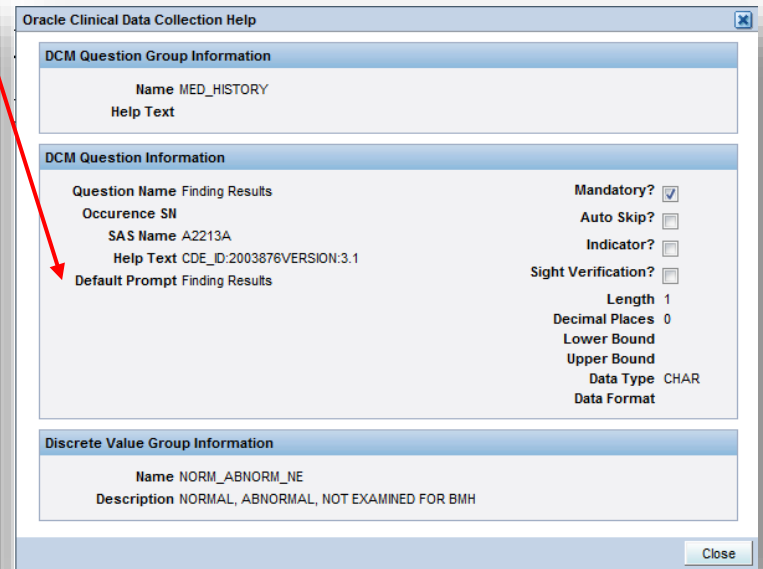 Oracle Clinical Data Collection Help
DCM Question Group Information
Name MED_HISTORY
Help Text
DCM Question Information
Question Name Finding Results
Occurence SN
SAS Name A2213A
Help Text CDE_ID:2003876VERSION:3.1
Default Prompt Finding Results
Mandatory?
Auto Skip?
Indicator?
Sight Verification?
Length 1
Decimal Places 0
Lower Bound
Upper Bound
Data Type CHAR
Data Format
Discrete Value Group Information
Name NORM_ABNORM_NE
Description NORMAL, ABNORMAL, NOT EXAMINED FOR BMH
Close